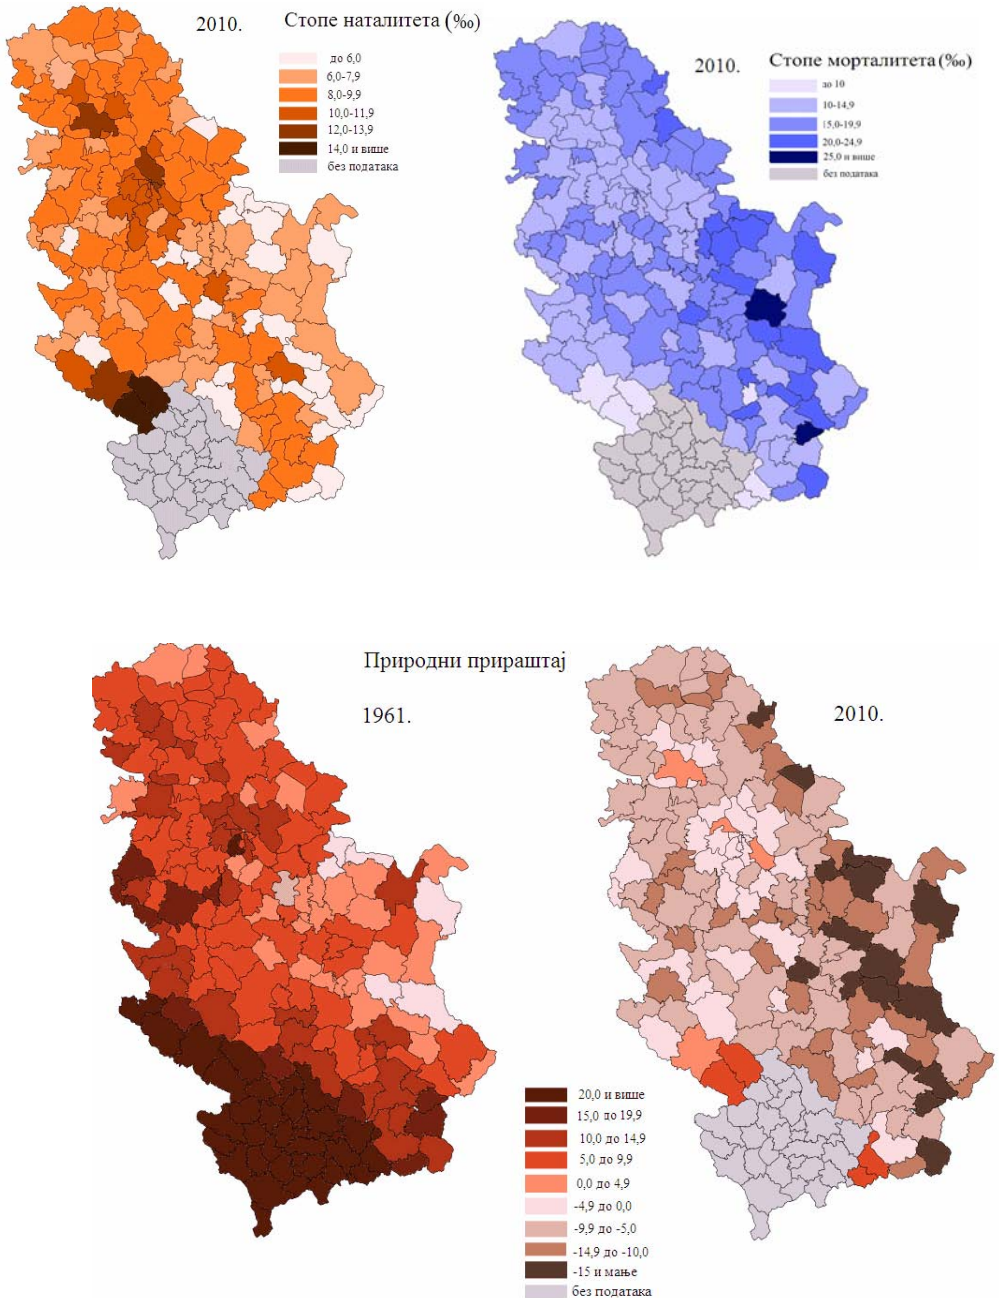 2010. Стопе наталитета (‰)
до 6,0
6,0-7,9
8,0-9,9
10,0-11,9
12,0-13,9
14,0 и више
без података
2010. Стопе морталитета (‰)
до 10
10-14,9
15,0-19,9
20,0-24,9
25,0 и више
без података
Природни прираштај
1961.
2010.
20,0 и више
15,0 до 19,9
10,0 до 14,9
5,0 до 9,9
0,0 до 4,9
-4,9 до 0,0
-9,9 до -5,0
-14,9 до -10,0
-15 и мање
без података